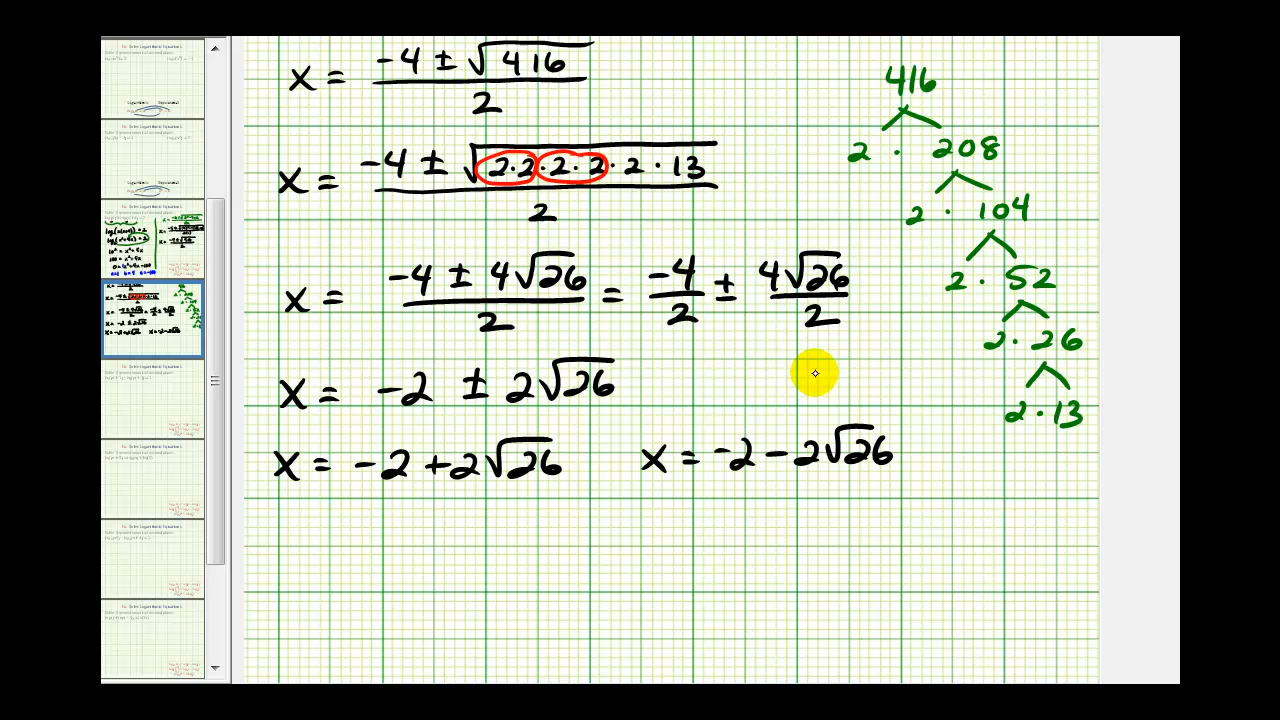 x = (-4 ± √416)/2
x = (-4 ± √(2·2·2·2·2·13))/2
x = (-4 ± 4√26)/2 = -4/2 ± 4√26/2
x = -2 ± 2√26
x = -2 + 2√26    x = -2 - 2√26
416
2 · 208
2 · 104
2 · 52
2 · 26
2 · 13